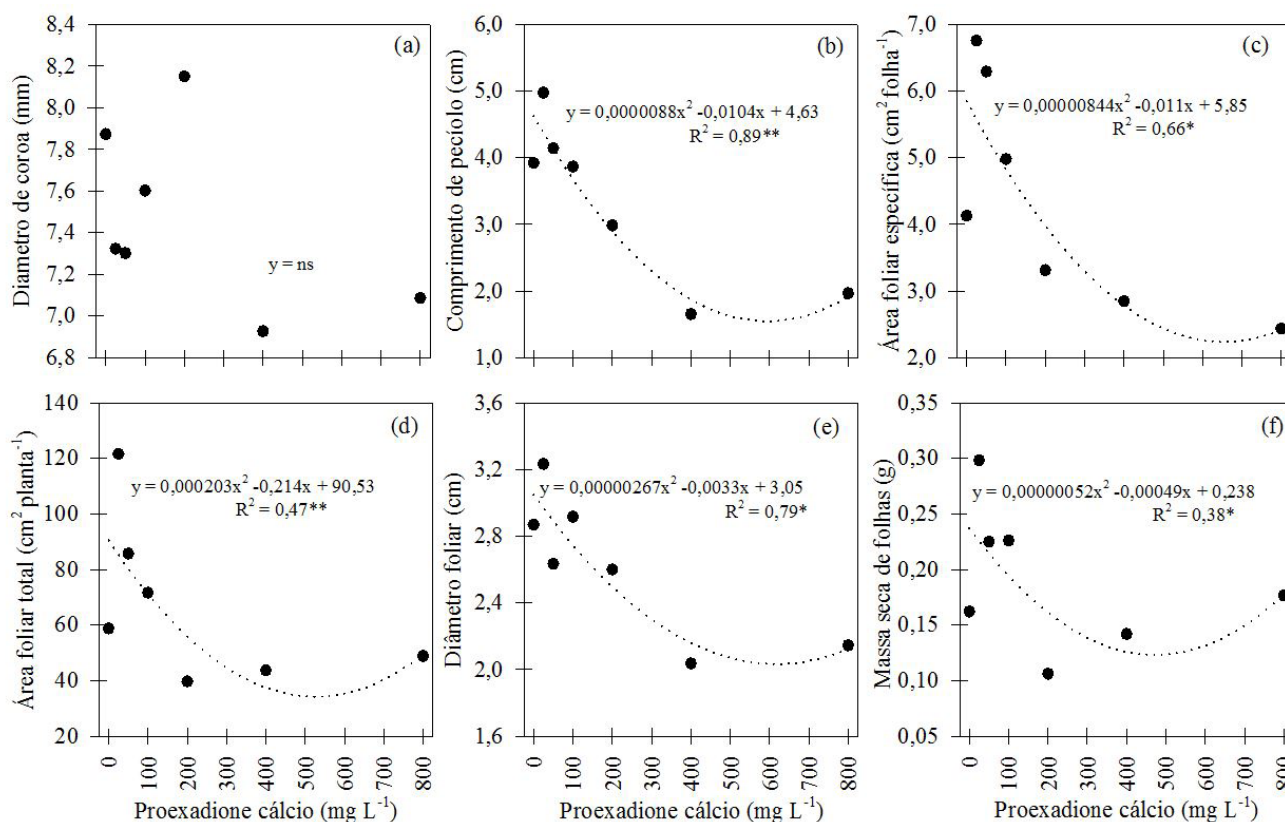 (a)
Diametro de coroa (mm)
8,4
8,2
8,0
7,8
7,6
7,4
7,2
7,0
6,8
y = ns
(b)
Comprimento de pecíolo (cm)
6,0
5,0
4,0
3,0
2,0
1,0
y = 0,0000088x² -0,0104x + 4,63
R² = 0,89**
(c)
Área foliar específica (cm² folha⁻¹)
7,0
6,0
5,0
4,0
3,0
2,0
y = 0,00000844x² -0,011x + 5,85
R² = 0,66*
(d)
Área foliar total (cm² planta⁻¹)
140
120
100
80
60
40
20
y = 0,000203x² -0,214x + 90,53
R² = 0,47**
0 100 200 300 400 500 600 700 800
Proexadione cálcio (mg L⁻¹)
(e)
Diâmetro foliar (cm)
3,6
3,2
2,8
2,4
2,0
1,6
y = 0,00000267x² -0,0033x + 3,05
R² = 0,79*
0 100 200 300 400 500 600 700 800
Proexadione cálcio (mg L⁻¹)
(f)
Massa seca de folhas (g)
0,35
0,30
0,25
0,20
0,15
0,10
0,05
y = 0,00000052x² -0,00049x + 0,238
R² = 0,38*
0 100 200 300 400 500 600 700 800
Proexadione cálcio (mg L⁻¹)